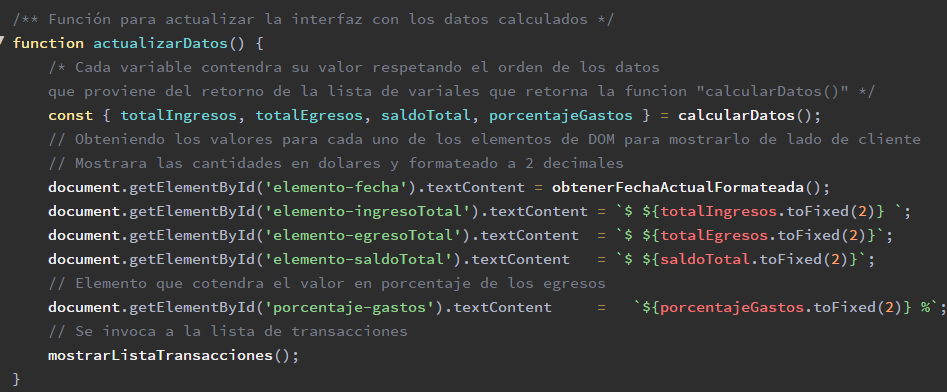 /** Función para actualizar la interfaz con los datos calculados */
function actualizarDatos() {
    /* Cada variable contendra su valor respetando el orden de los datos
    que proviene del retorno de la lista de variales que retorna la funcion "calcularDatos()" */
    const { totalIngresos, totalEgresos, saldoTotal, porcentajeGastos } = calcularDatos();
    // Obteniendo los valores para cada uno de los elementos de DOM para mostrarlo de lado de cliente
    // Mostrara las cantidades en dolares y formateado a 2 decimales
    document.getElementById('elemento-fecha').textContent = obtenerFechaActualFormateada();
    document.getElementById('elemento-ingresoTotal').textContent = `$ ${totalIngresos.toFixed(2)} `;
    document.getElementById('elemento-egresoTotal').textContent  = `$ ${totalEgresos.toFixed(2)}`;
    document.getElementById('elemento-saldoTotal').textContent   = `$ ${saldoTotal.toFixed(2)}`;
    // Elemento que cotendra el valor en porcentaje de los egresos
    document.getElementById('porcentaje-gastos').textContent     =   `${porcentajeGastos.toFixed(2)} %`;
    // Se invoca a la lista de transacciones
    mostrarListaTransacciones();
}